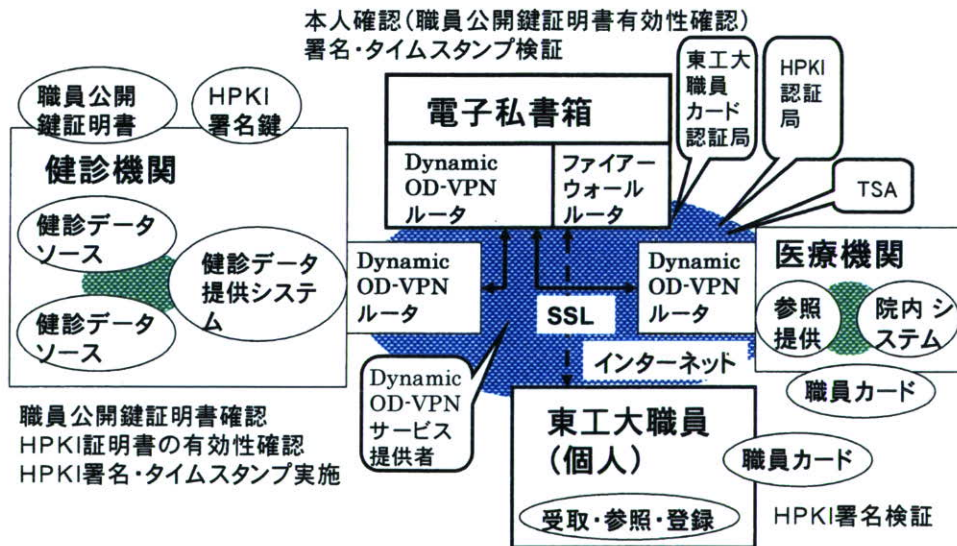 本人確認(職員公開鍵証明書有効性確認)
署名・タイムスタンプ検証
職員公開
鍵証明書
HPKI
署名鍵
健診機関
健診データ
ソース
健診データ
提供システ
ム
健診データ
ソース
電子私書箱
Dynamic
OD-VPN
ルータ
ファイアー
ウォール
ルータ
東工大
職員
カード
認証局
HPKI
認証
局
TSA
Dynamic
OD-VPN
ルータ
SSL
インターネット
Dynamic
OD-VPN
ルータ
医療機関
参照
提供
院内シ
ステム
職員カード
Dynamic
OD-VPN
サービス
提供者
職員公開鍵証明書確認
HPKI証明書の有効性確認
HPKI署名・タイムスタンプ実施
東工大職員
(個人)
受取・参照・登録
職員カード
HPKI署名検証